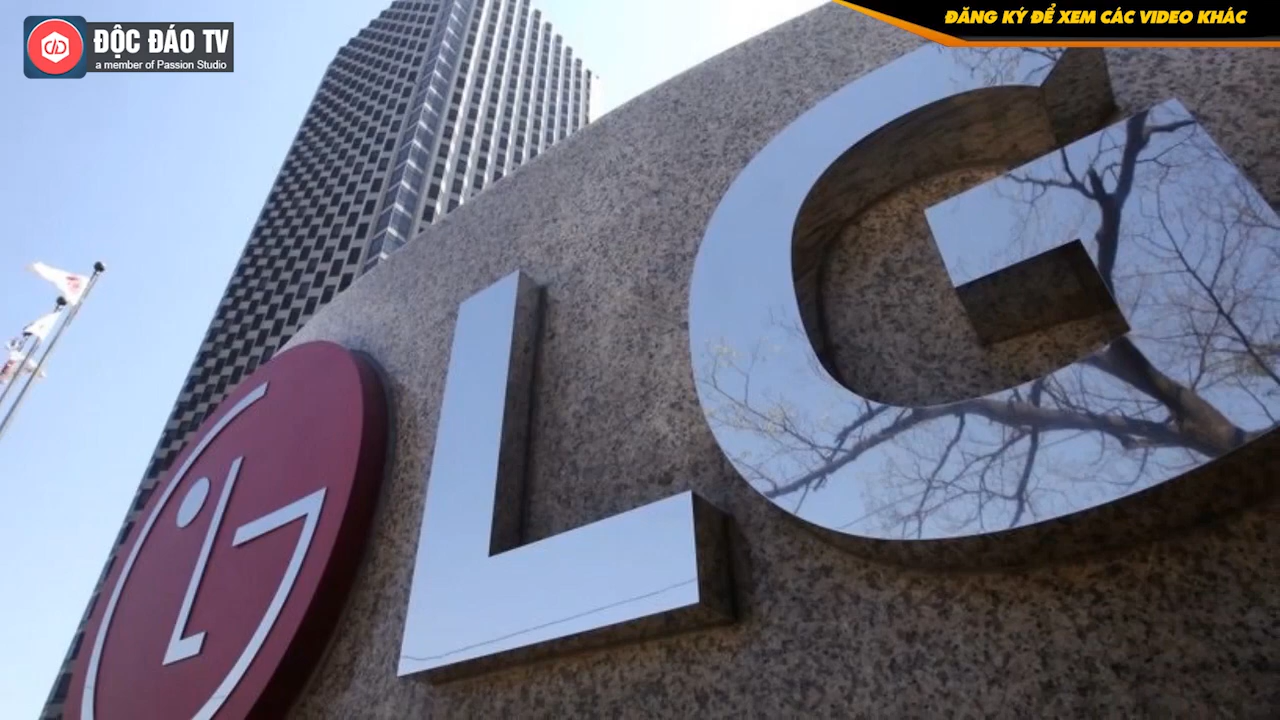 ĐỘC ĐÁO TV
a member of Passion Studio
ĐĂNG KÝ ĐỂ XEM CÁC VIDEO KHÁC
LG